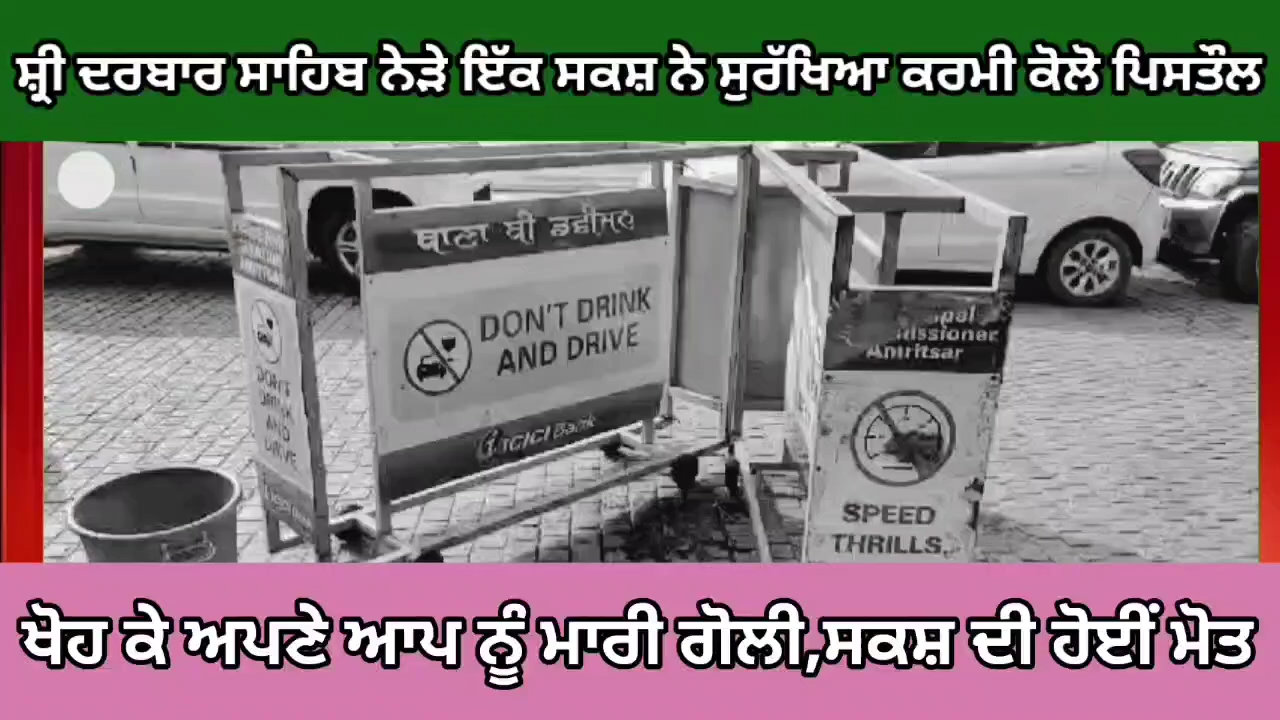 ਸ਼੍ਰੀ ਦਰਬਾਰ ਸਾਹਿਬ ਨੇੜੇ ਇੱਕ ਸਕਸ਼ ਨੇ ਸੁਰੱਖਿਆ ਕਰਮੀ ਕੋਲੋ ਪਿਸਤੌਲ
ਥਾਣਾ ਬੀ ਡਵੀਜਨ
DON'T DRINK
AND DRIVE
ICICI Bank
DON'T
DRINK
AND
DRIVE
Amritsar
SPEED
THRILLS,
ਖੋਹ ਕੇ ਅਪਣੇ ਆਪ ਨੂੰ ਮਾਰੀ ਗੋਲੀ,ਸਕਸ਼ ਦੀ ਹੋਈਂ ਮੋਤ